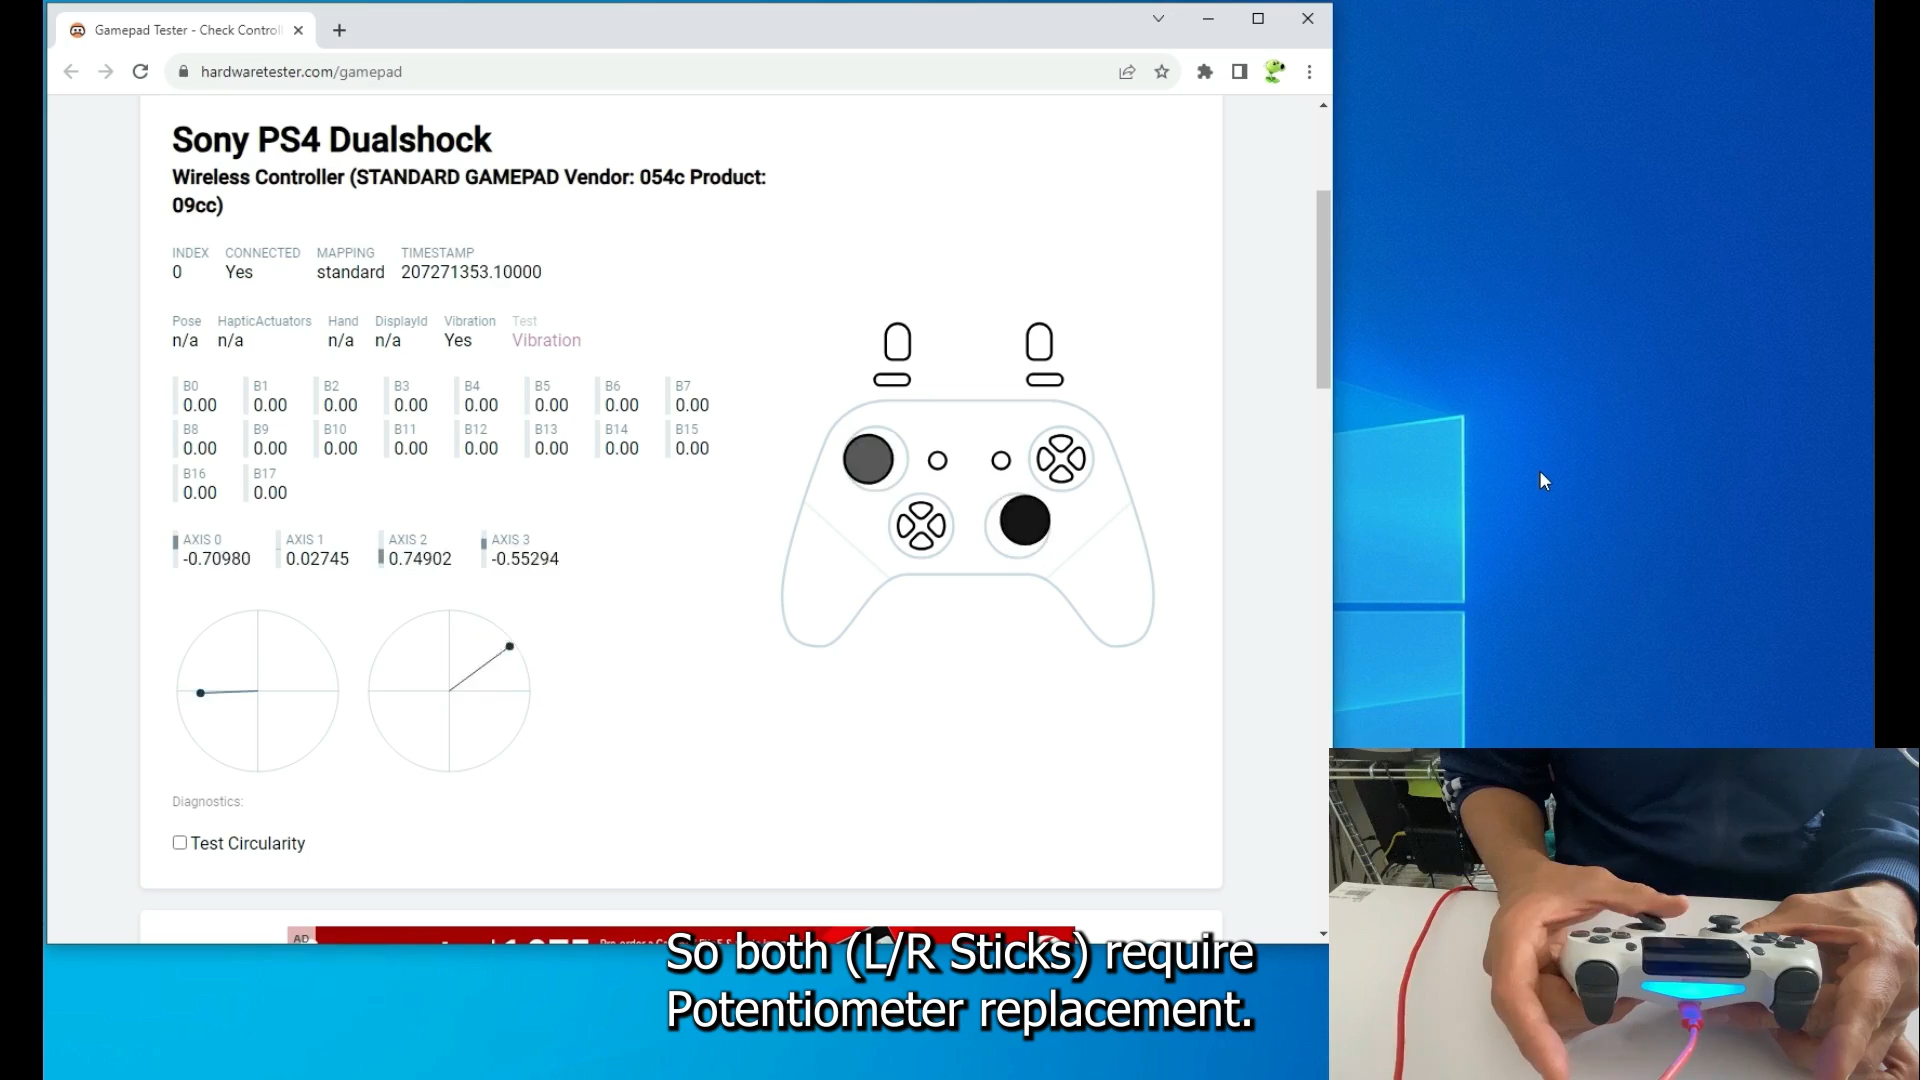 Gamepad Tester - Check Control
hardwaretester.com/gamepad
Sony PS4 Dualshock
Wireless Controller (STANDARD GAMEPAD Vendor: 054c Product:
09cc)
INDEX CONNECTED MAPPING TIMESTAMP
0 Yes standard 207271353.10000
Pose HapticActuators Hand DisplayId Vibration Test
n/a n/a n/a n/a Yes Vibration
B0 B1 B2 B3 B4 B5 B6 B7
0.00 0.00 0.00 0.00 0.00 0.00 0.00 0.00
B8 B9 B10 B11 B12 B13 B14 B15
0.00 0.00 0.00 0.00 0.00 0.00 0.00 0.00
B16 B17
0.00 0.00
AXIS 0 AXIS 1 AXIS 2 AXIS 3
-0.70980 0.02745 0.74902 -0.55294
Diagnostics:
Test Circularity
AD
So both (L/R Sticks) require
Potentiometer replacement.